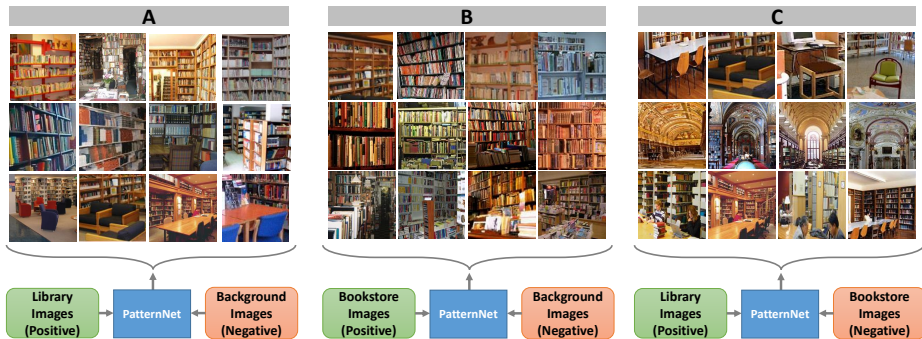 A
B
C
Library
Images
(Positive)
PatternNet
Background
Images
(Negative)
Bookstore
Images
(Positive)
PatternNet
Background
Images
(Negative)
Library
Images
(Positive)
PatternNet
Bookstore
Images
(Negative)